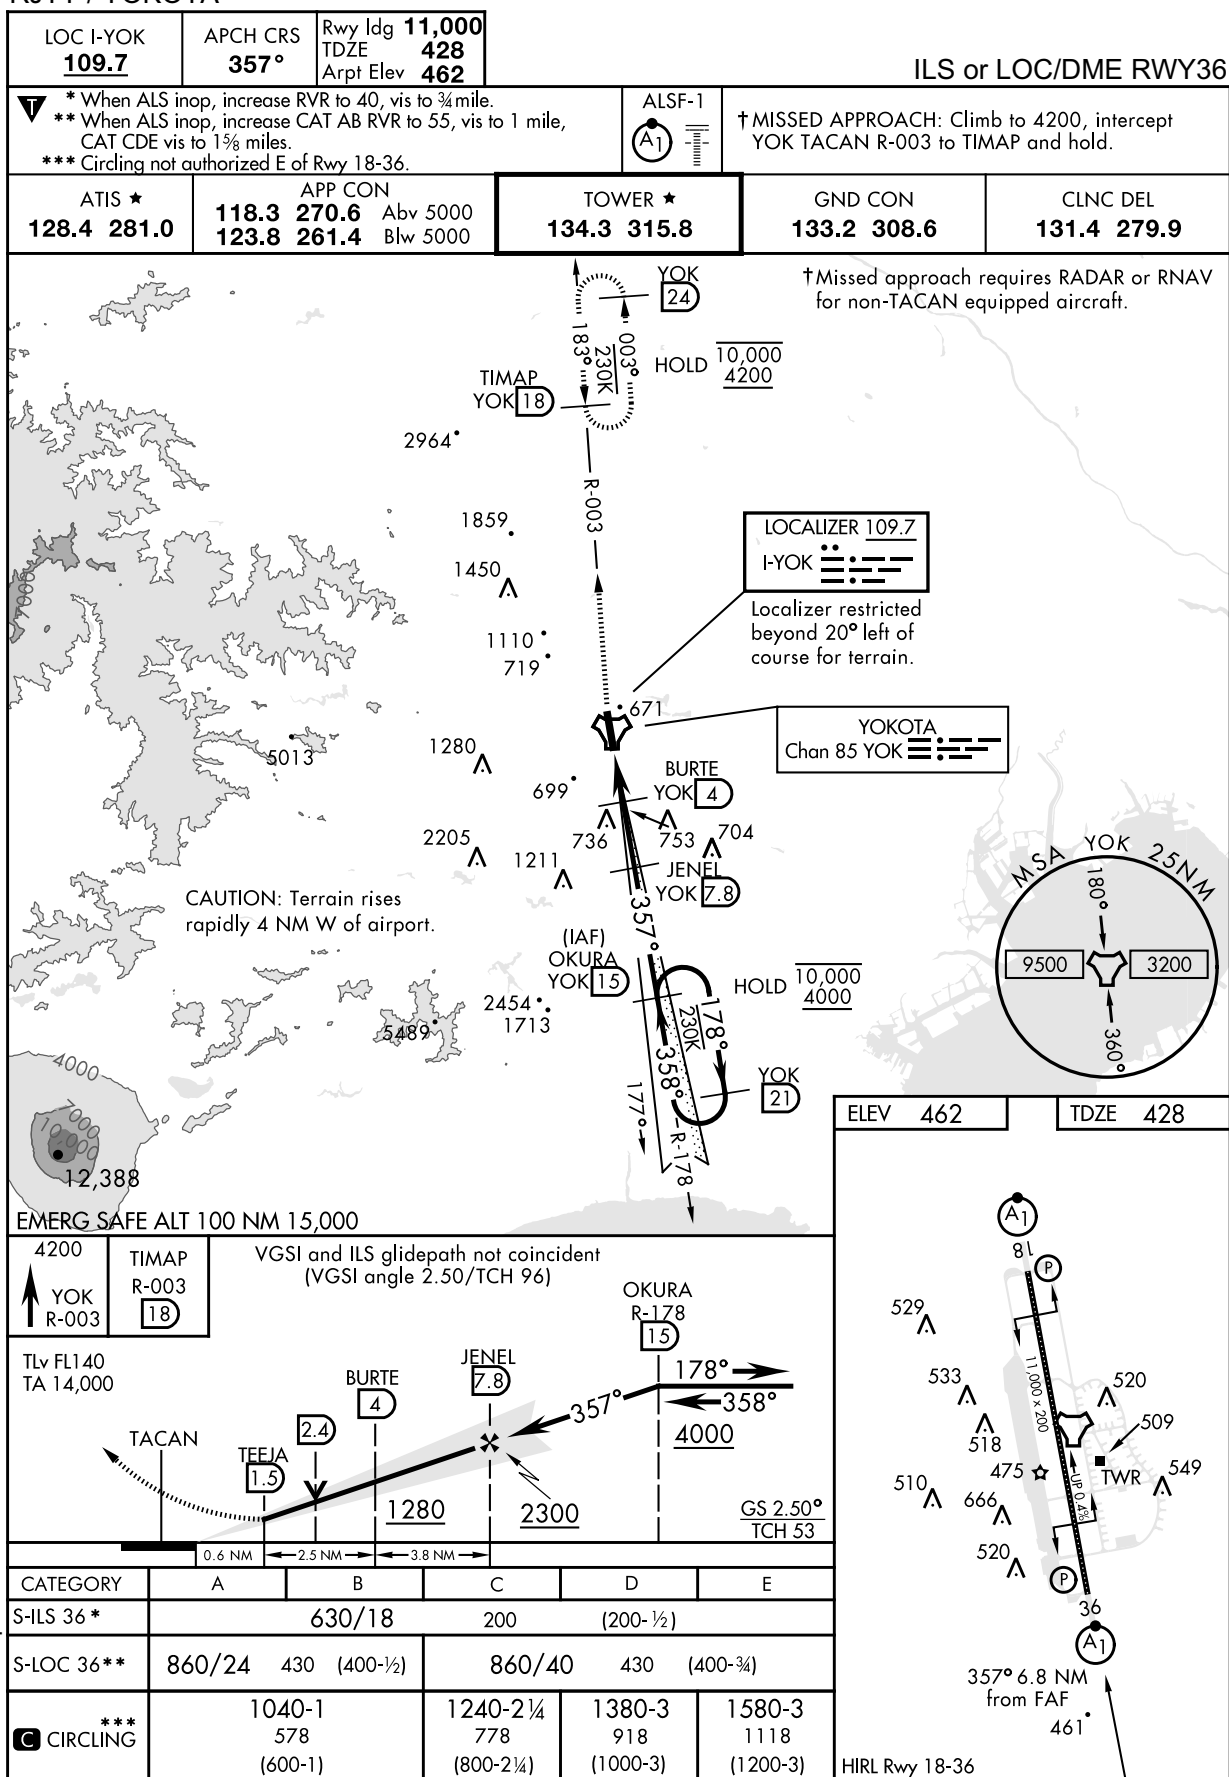 ILS or LOC/DME RWY36
LOC I-YOK
109.7
APCH CRS
357°
Rwy ldg 11,000
TDZE 428
Arpt Elev 462
T
* When ALS inop, increase RVR to 40, vis to ¾ mile.
** When ALS inop, increase CAT AB RVR to 55, vis to 1 mile,
CAT CDE vis to 1⅝ miles.
*** Circling not authorized E of Rwy 18-36.
ALSF-1
A1
†MISSED APPROACH: Climb to 4200, intercept
YOK TACAN R-003 to TIMAP and hold.
ATIS ★
128.4 281.0
APP CON
118.3 270.6 Abv 5000
123.8 261.4 Blw 5000
TOWER ★
134.3 315.8
GND CON
133.2 308.6
CLNC DEL
131.4 279.9
†Missed approach requires RADAR or RNAV
for non-TACAN equipped aircraft.
YOK
24
183°
230K
003°
HOLD
10,000
4200
TIMAP
YOK 18
2964
R-003
1859
1450
1110
719
LOCALIZER 109.7
I-YOK
Localizer restricted
beyond 20° left of
course for terrain.
671
YOKOTA
Chan 85 YOK
7000
5013
1280
699
BURTE
YOK 4
736
753
704
2205
1211
JENEL
YOK 7.8
CAUTION: Terrain rises
rapidly 4 NM W of airport.
357°
(IAF)
OKURA
YOK 15
HOLD
10,000
4000
178°
230K
358°
2454
1713
5489
YOK
21
177°
R-178
MSA YOK 25NM
180°
9500
3200
360°
4000
7000
12,388
EMERG SAFE ALT 100 NM 15,000
4200
YOK
R-003
TIMAP
R-003
18
VGSI and ILS glidepath not coincident
(VGSI angle 2.50/TCH 96)
TLv FL140
TA 14,000
OKURA
R-178
15
178°
358°
4000
JENEL
7.8
357°
BURTE
4
2.4
TEEJA
1.5
TACAN
1280
2300
GS 2.50°
TCH 53
0.6 NM
2.5 NM
3.8 NM
CATEGORY A B C D E
S-ILS 36 * 630/18 200 (200-½)
S-LOC 36** 860/24 430 (400-½) 860/40 430 (400-¾)
***
C CIRCLING
1040-1 1240-2¼ 1380-3 1580-3
578 778 918 1118
(600-1) (800-2¼) (1000-3) (1200-3)
ELEV 462
TDZE 428
A1
18
P
529
533
518
11,000 x 200
520
509
475
TWR
549
510
666
UP 0.4%
520
P
36
A1
357° 6.8 NM
from FAF
461
HIRL Rwy 18-36